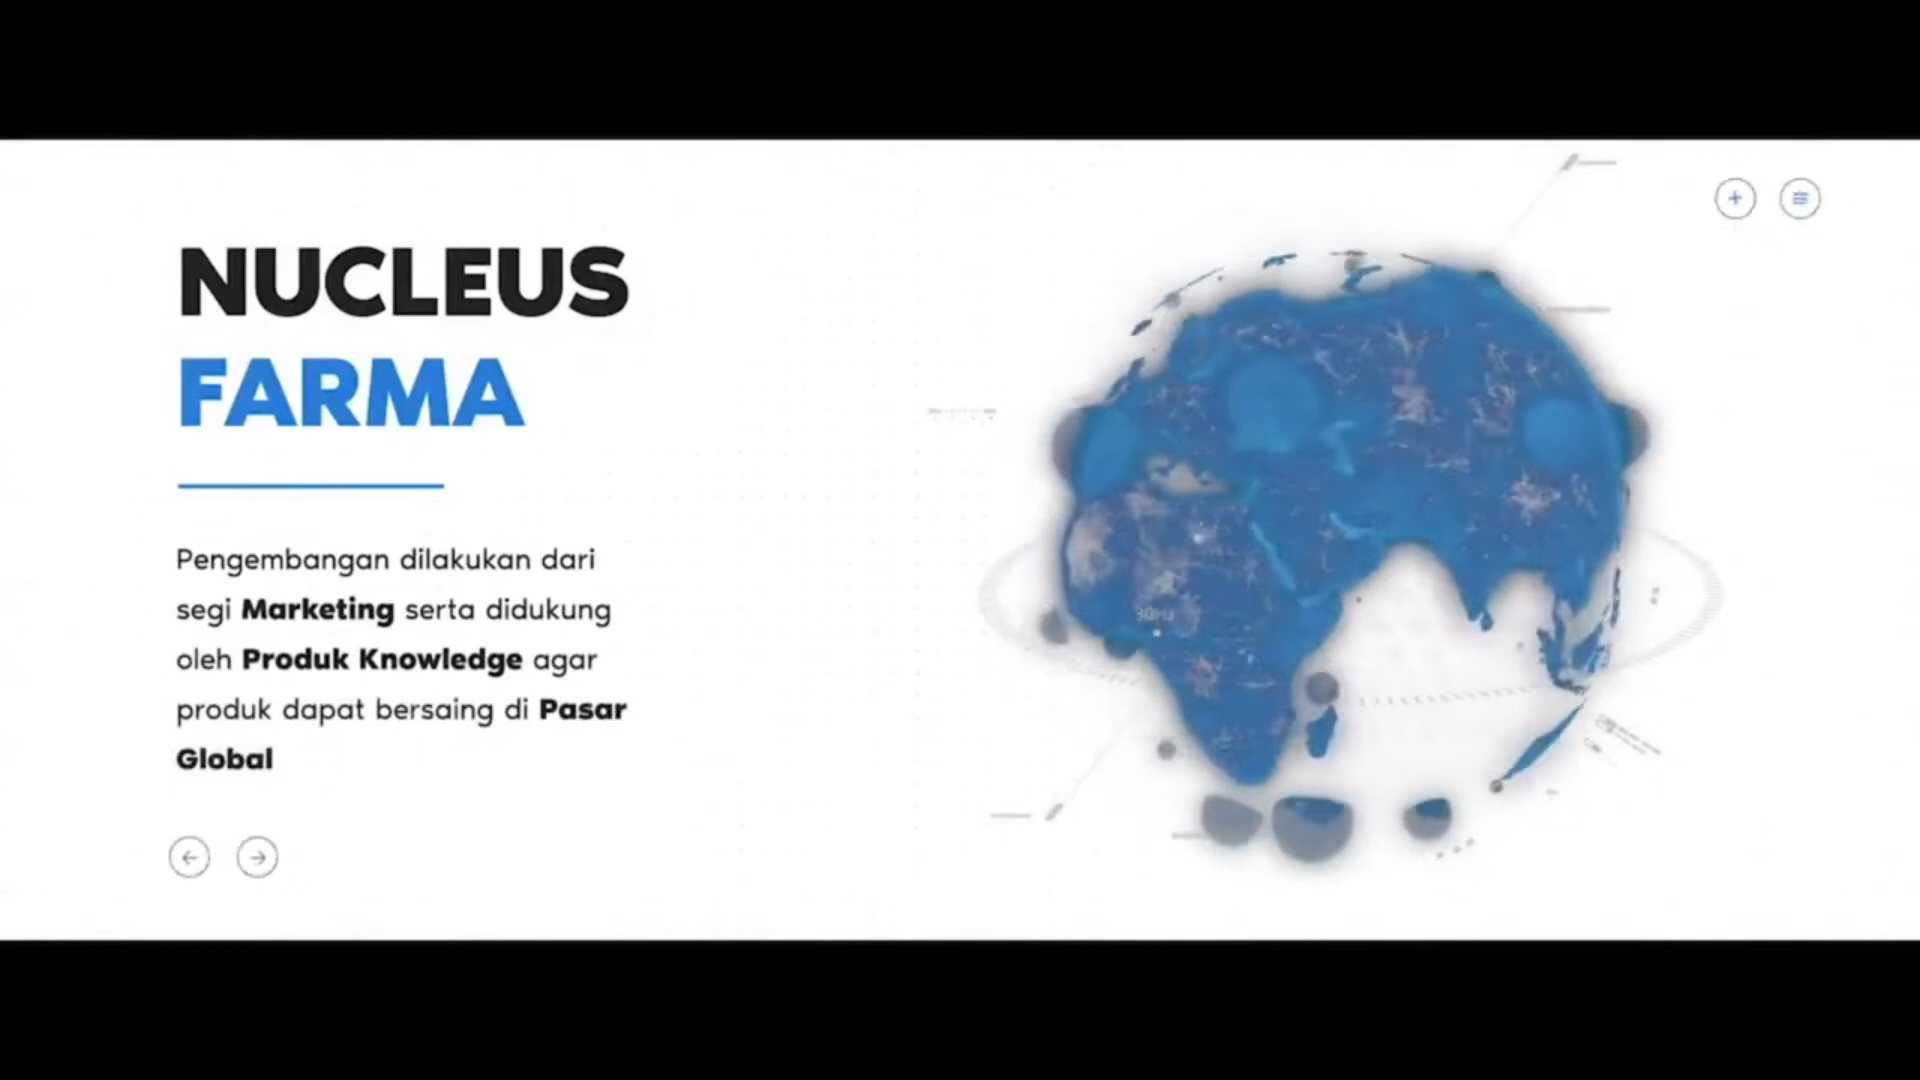 NUCLEUS
FARMA
Pengembangan dilakukan dari
segi Marketing serta didukung
oleh Produk Knowledge agar
produk dapat bersaing di Pasar
Global